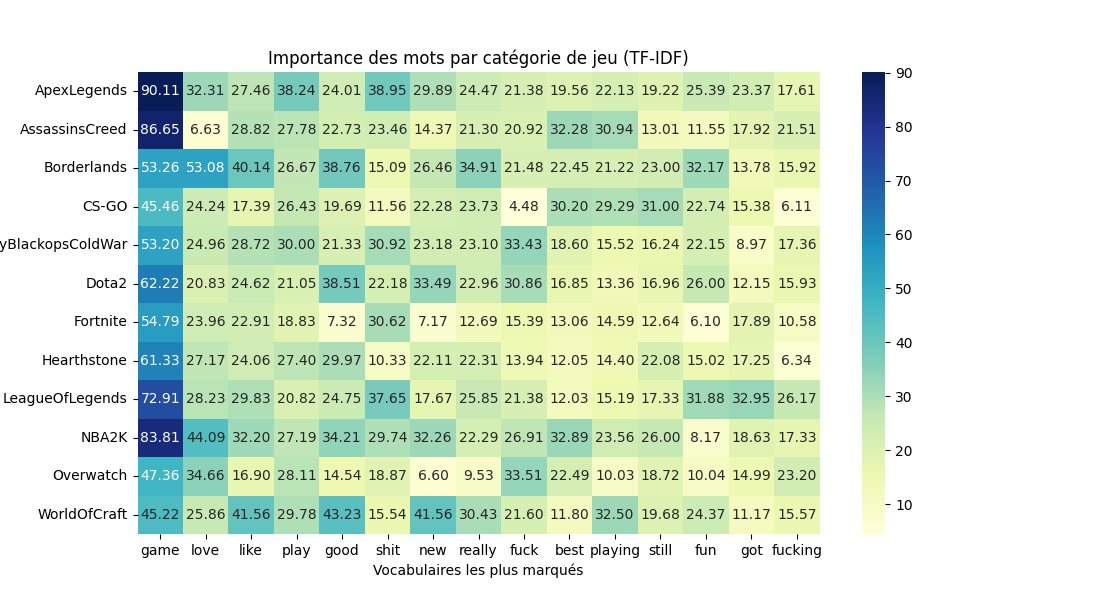 Importance des mots par catégorie de jeu (TF-IDF)
ApexLegends 90.11 32.31 27.46 38.24 24.01 38.95 29.89 24.47 21.38 19.56 22.13 19.22 25.39 23.37 17.61
AssassinsCreed 86.65 6.63 28.82 27.78 22.73 23.46 14.37 21.30 20.92 32.28 30.94 13.01 11.55 17.92 21.51
Borderlands 53.26 53.08 40.14 26.67 38.76 15.09 26.46 34.91 21.48 22.45 21.22 23.00 32.17 13.78 15.92
CS-GO 45.46 24.24 17.39 26.43 19.69 11.56 22.28 23.73 4.48 30.20 29.29 31.00 22.74 15.38 6.11
yBlackopsColdWar 53.20 24.96 28.72 30.00 21.33 30.92 23.18 23.10 33.43 18.60 15.52 16.24 22.15 8.97 17.36
Dota2 62.22 20.83 24.62 21.05 38.51 22.18 33.49 22.96 30.86 16.85 13.36 16.96 26.00 12.15 15.93
Fortnite 54.79 23.96 22.91 18.83 7.32 30.62 7.17 12.69 15.39 13.06 14.59 12.64 6.10 17.89 10.58
Hearthstone 61.33 27.17 24.06 27.40 29.97 10.33 22.11 22.31 13.94 12.05 14.40 22.08 15.02 17.25 6.34
LeagueOfLegends 72.91 28.23 29.83 20.82 24.75 37.65 17.67 25.85 21.38 12.03 15.19 17.33 31.88 32.95 26.17
NBA2K 83.81 44.09 32.20 27.19 34.21 29.74 32.26 22.29 26.91 32.89 23.56 26.00 8.17 18.63 17.33
Overwatch 47.36 34.66 16.90 28.11 14.54 18.87 6.60 9.53 33.51 22.49 10.03 18.72 10.04 14.99 23.20
WorldOfCraft 45.22 25.86 41.56 29.78 43.23 15.54 41.56 30.43 21.60 11.80 32.50 19.68 24.37 11.17 15.57
game love like play good shit new really fuck best playing still fun got fucking
Vocabulaires les plus marqués
90
80
70
60
50
40
30
20
10